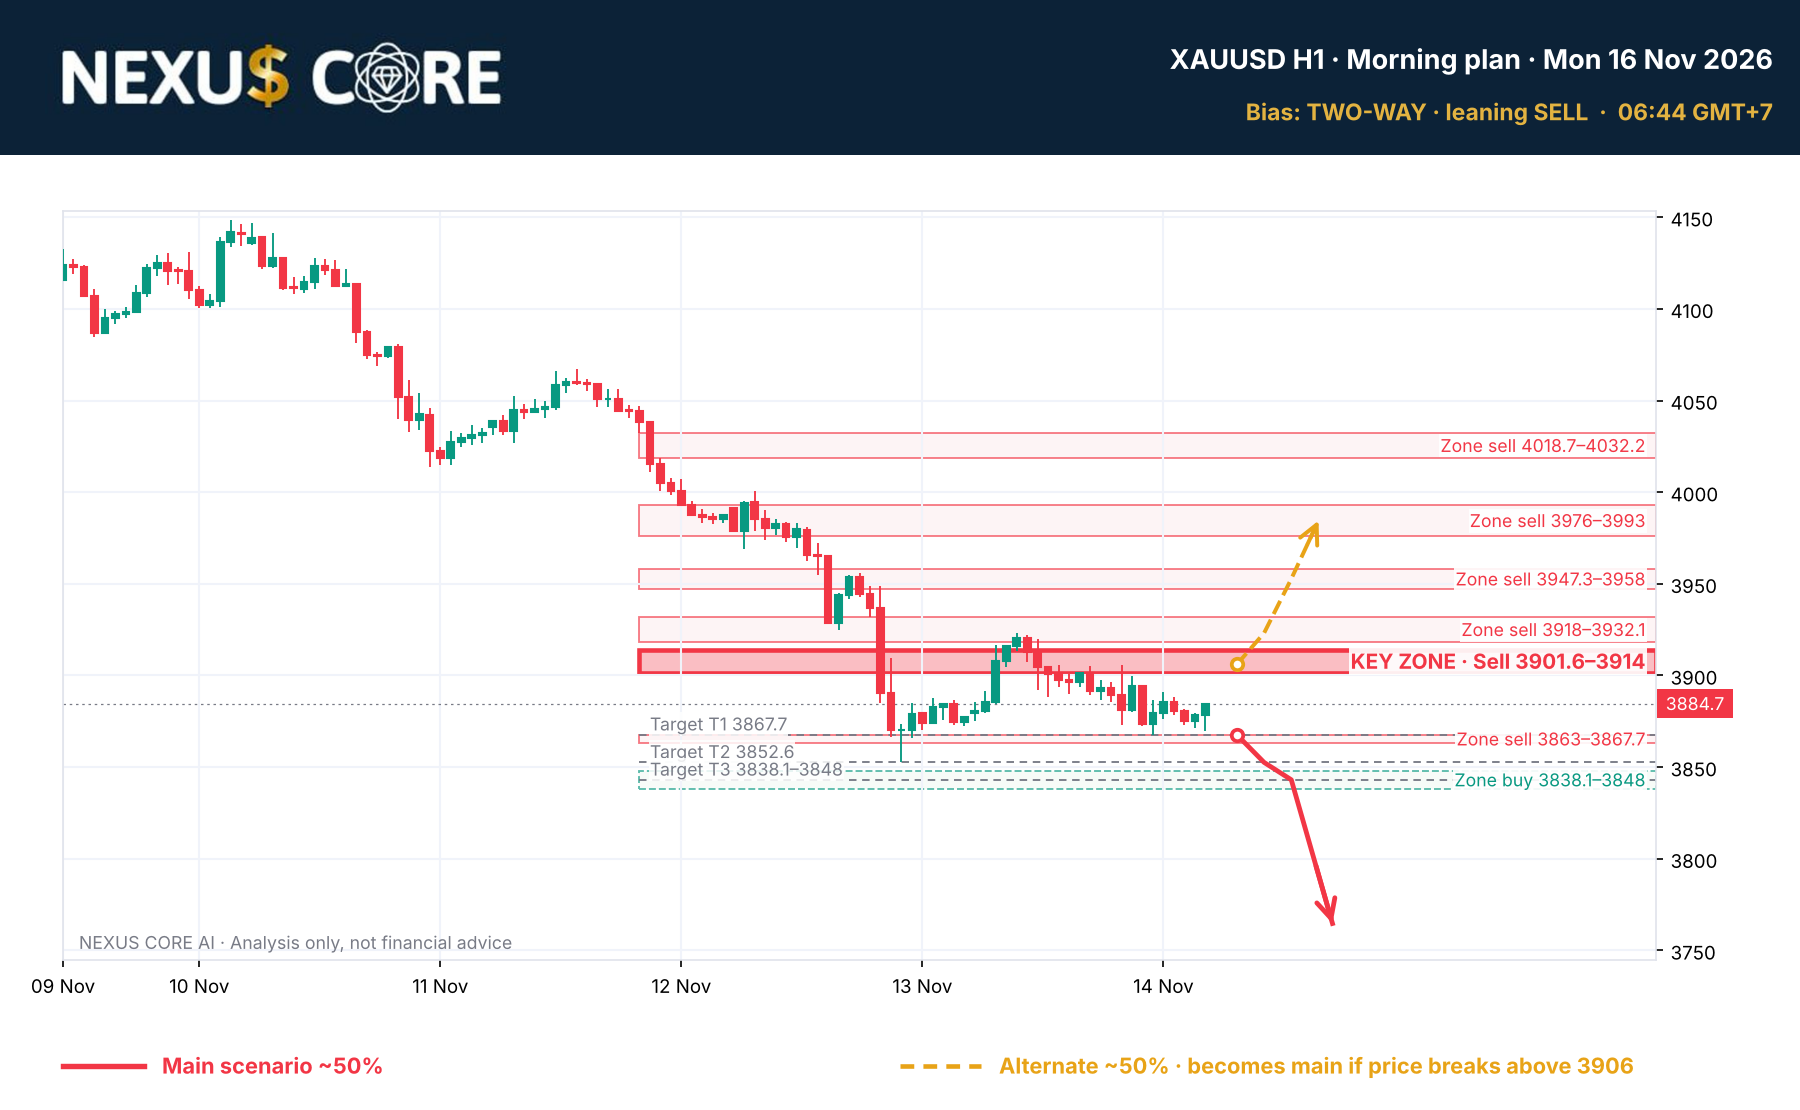 NEXU$ CORE
XAUUSD H1 · Morning plan · Mon 16 Nov 2026
Bias: TWO-WAY · leaning SELL · 06:44 GMT+7
4150
4100
4050
4000
3950
3900
3884.7
3850
3800
3750
Zone sell 4018.7–4032.2
Zone sell 3976–3993
Zone sell 3947.3–3958
Zone sell 3918–3932.1
KEY ZONE · Sell 3901.6–3914
Target T1 3867.7
Zone sell 3863–3867.7
Target T2 3852.6
Target T3 3838.1–3848
Zone buy 3838.1–3848
NEXUS CORE AI · Analysis only, not financial advice
09 Nov
10 Nov
11 Nov
12 Nov
13 Nov
14 Nov
Main scenario ~50%
Alternate ~50% · becomes main if price breaks above 3906